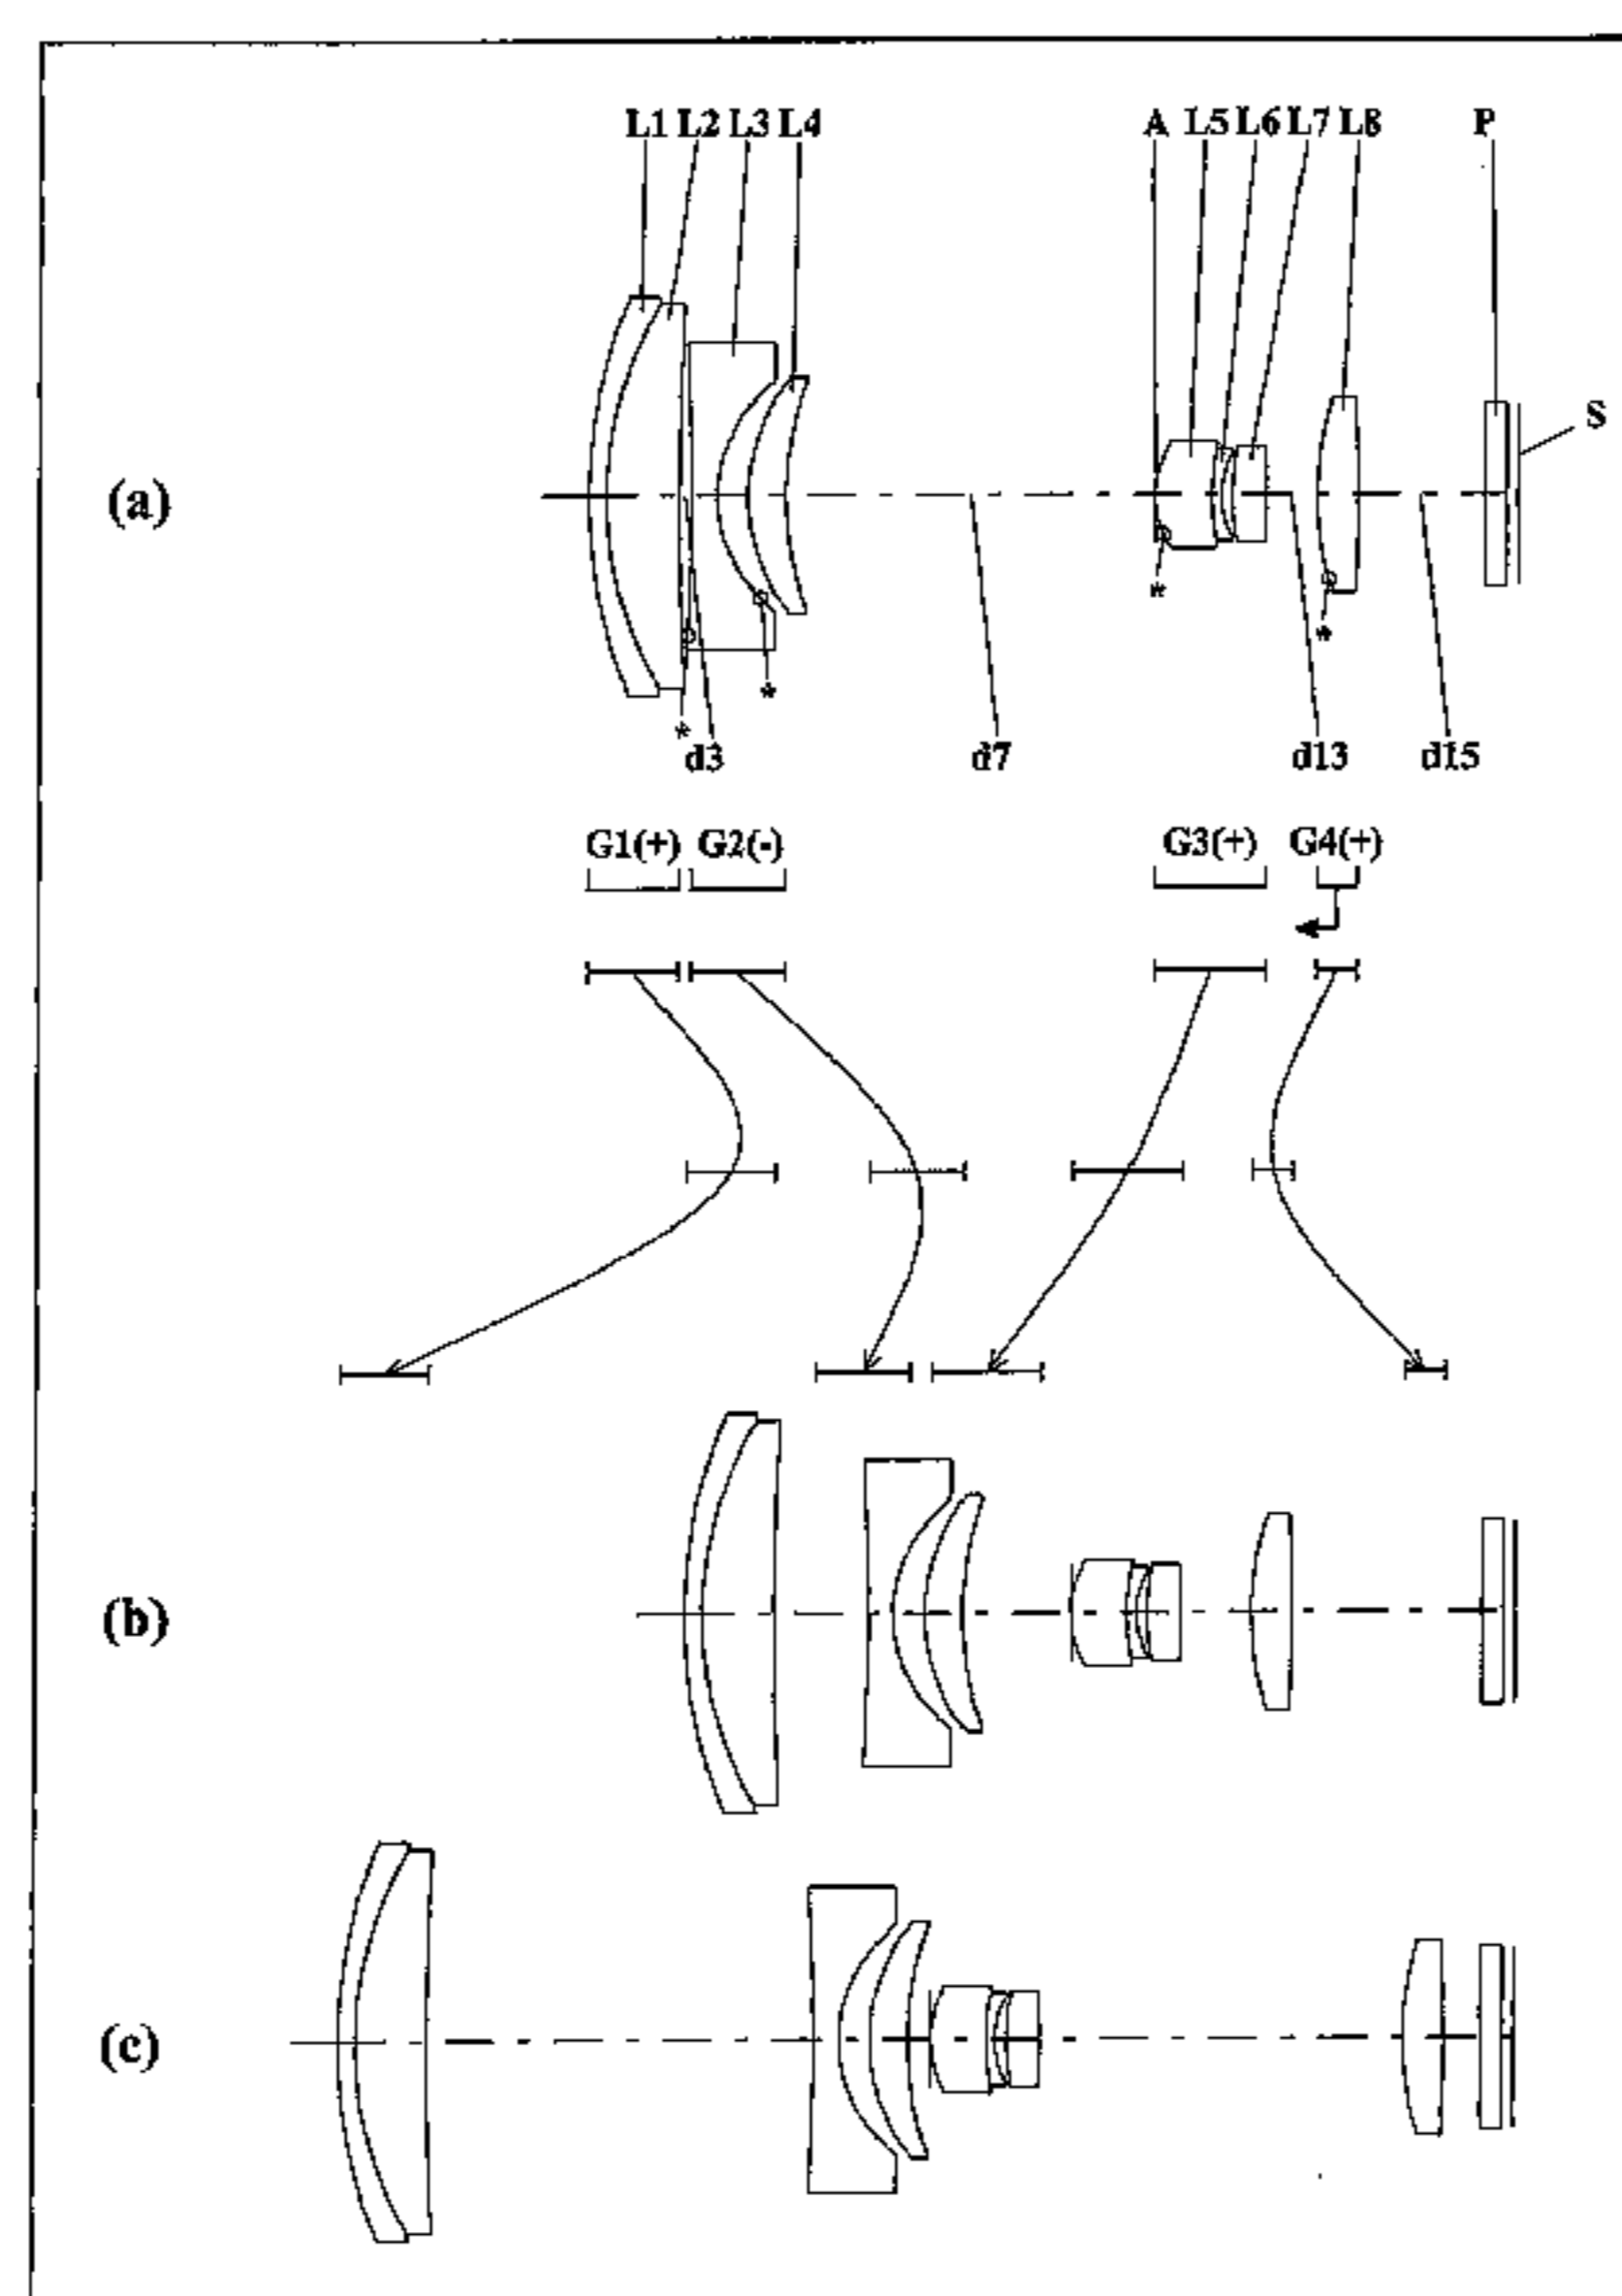 L1 L2 L3 L4 A L5 L6 L7 L8 P
S
(a)
* * * *
d3 d7 d13 d15
G1(+) G2(-) G3(+) G4(+)
(b)
(c)